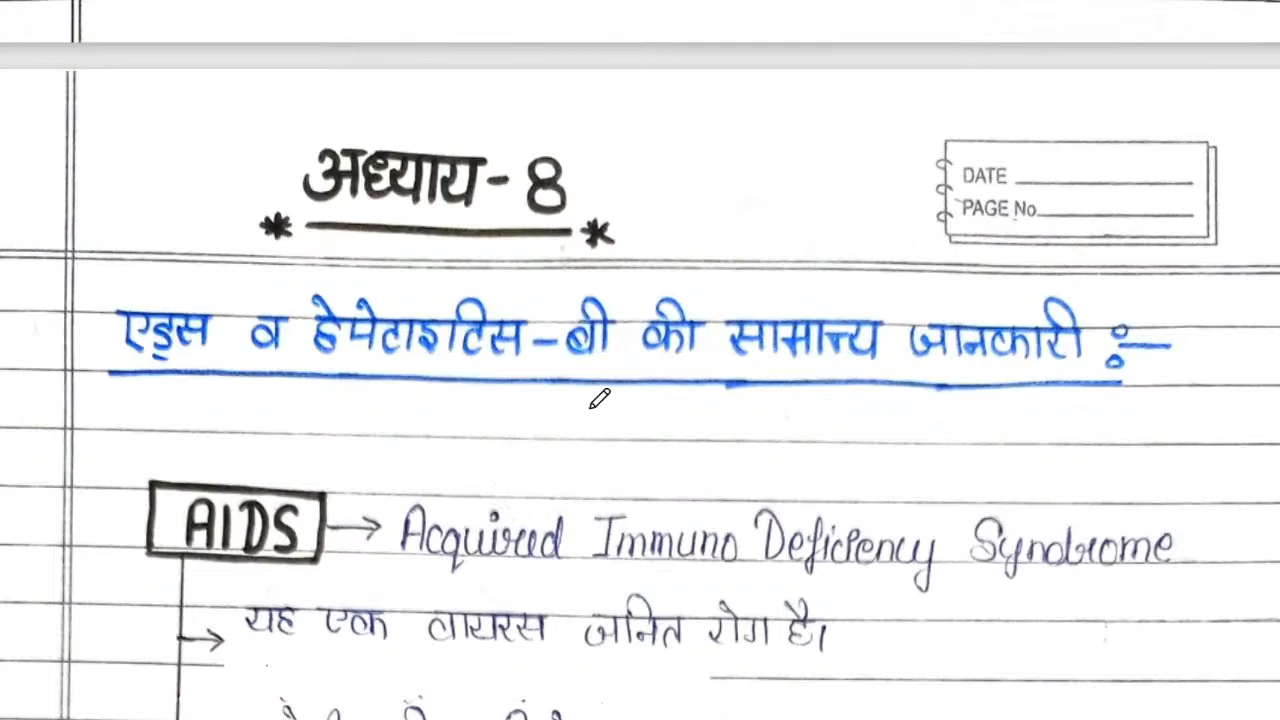 अध्याय - 8
DATE
PAGE No.
एड्स व हेपेटाइटिस - बी की सामान्य जानकारी :-
AIDS → Acquired Immuno Deficiency Syndrome
→ यह एक वायरस जनित रोग है।